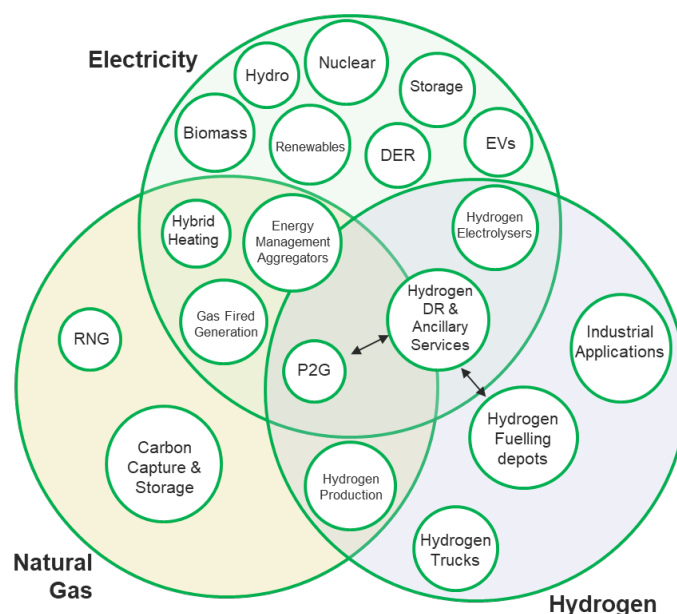 Electricity
Hydro
Nuclear
Storage
Biomass
Renewables
DER
EVs
Hybrid
Heating
Energy
Management
Aggregators
Hydrogen
Electrolysers
Gas Fired
Generation
Hydrogen
DR &
Ancillary
Services
RNG
P2G
Industrial
Applications
Carbon
Capture &
Storage
Hydrogen
Fuelling
depots
Hydrogen
Production
Hydrogen
Trucks
Natural
Gas
Hydrogen